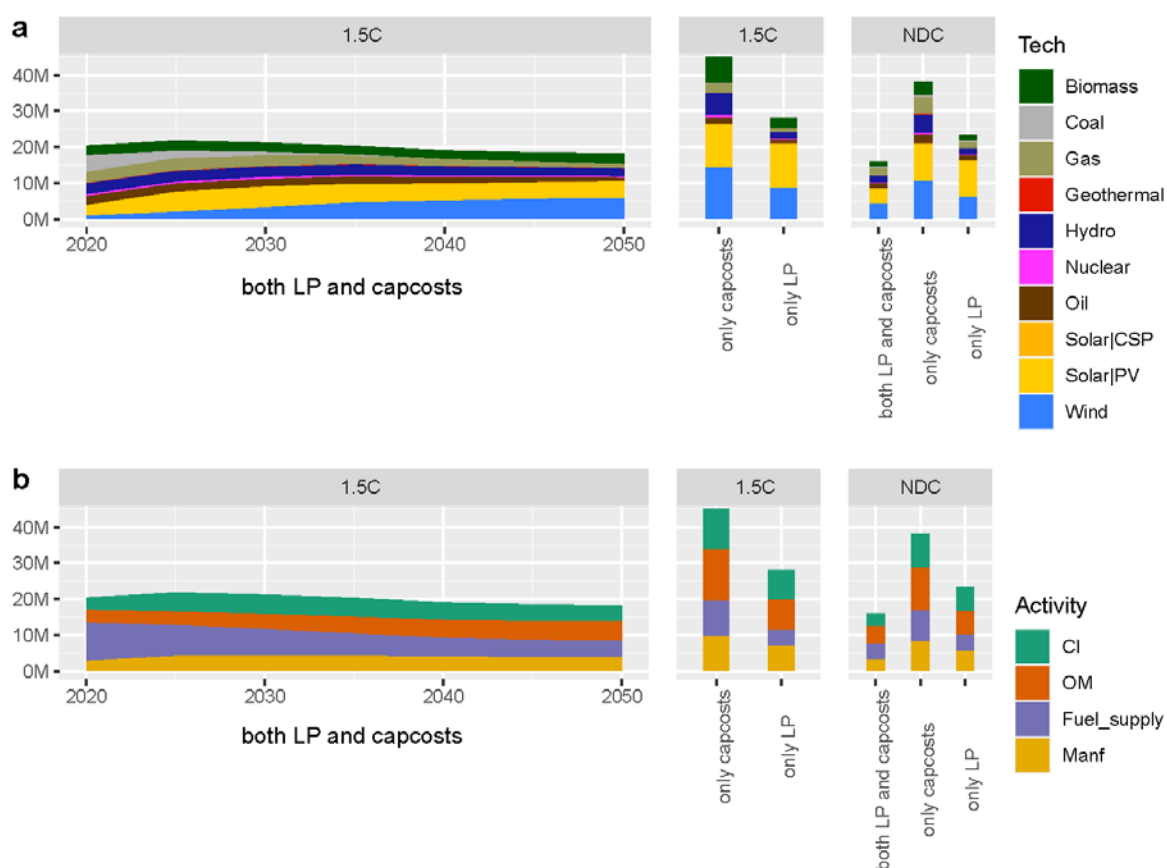 a
1.5C
1.5C
NDC
40M
30M
20M
10M
0M
2020
2030
2040
2050
both LP and capcosts
only capcosts
only LP
both LP and capcosts
only capcosts
only LP
Tech
Biomass
Coal
Gas
Geothermal
Hydro
Nuclear
Oil
Solar|CSP
Solar|PV
Wind
b
1.5C
1.5C
NDC
40M
30M
20M
10M
0M
2020
2030
2040
2050
both LP and capcosts
only capcosts
only LP
both LP and capcosts
only capcosts
only LP
Activity
CI
OM
Fuel_supply
Manf